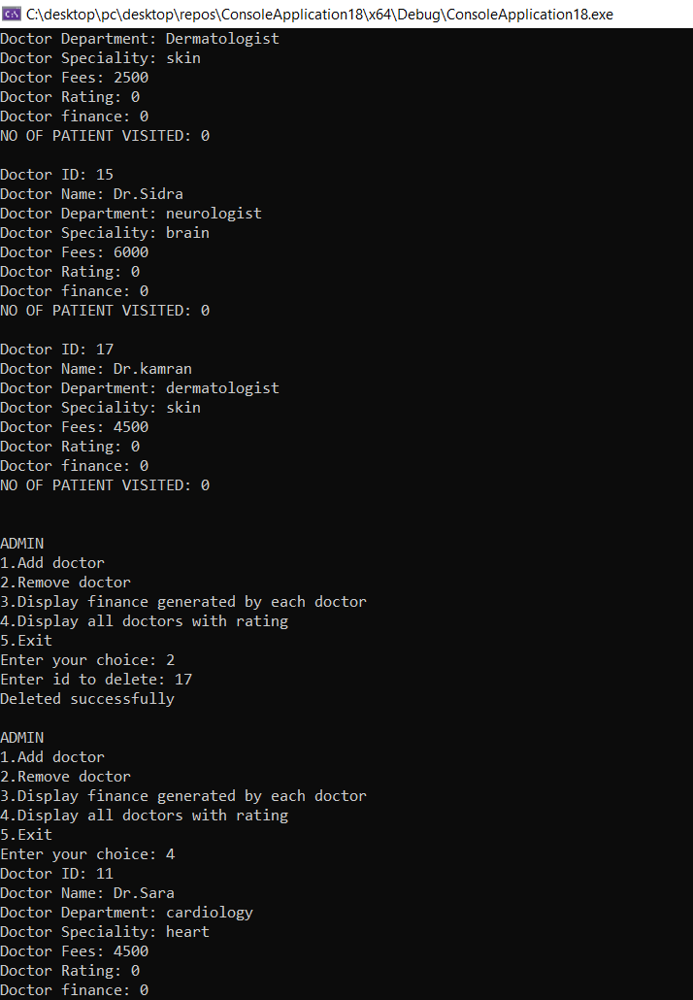 C:\desktop\pc\desktop\repos\ConsoleApplication18\x64\Debug\ConsoleApplication18.exe
Doctor Department: Dermatologist
Doctor Speciality: skin
Doctor Fees: 2500
Doctor Rating: 0
Doctor finance: 0
NO OF PATIENT VISITED: 0
Doctor ID: 15
Doctor Name: Dr.Sidra
Doctor Department: neurologist
Doctor Speciality: brain
Doctor Fees: 6000
Doctor Rating: 0
Doctor finance: 0
NO OF PATIENT VISITED: 0
Doctor ID: 17
Doctor Name: Dr.kamran
Doctor Department: dermatologist
Doctor Speciality: skin
Doctor Fees: 4500
Doctor Rating: 0
Doctor finance: 0
NO OF PATIENT VISITED: 0
ADMIN
1.Add doctor
2.Remove doctor
3.Display finance generated by each doctor
4.Display all doctors with rating
5.Exit
Enter your choice: 2
Enter id to delete: 17
Deleted successfully
ADMIN
1.Add doctor
2.Remove doctor
3.Display finance generated by each doctor
4.Display all doctors with rating
5.Exit
Enter your choice: 4
Doctor ID: 11
Doctor Name: Dr.Sara
Doctor Department: cardiology
Doctor Speciality: heart
Doctor Fees: 4500
Doctor Rating: 0
Doctor finance: 0